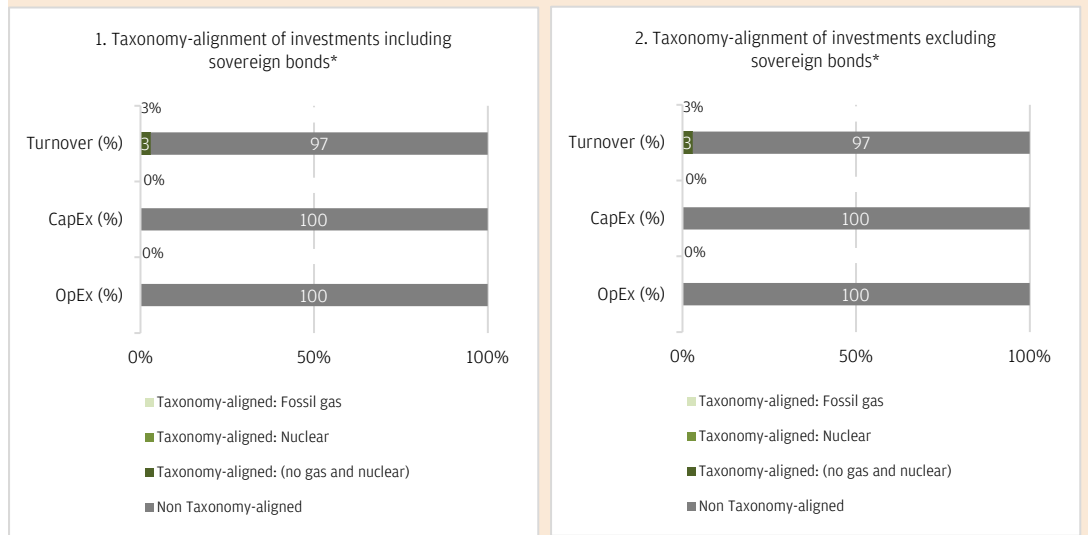 1. Taxonomy-alignment of investments including
sovereign bonds*
3%
Turnover (%)
3
97
0%
CapEx (%)
100
0%
OpEx (%)
100
0%
50%
100%
Taxonomy-aligned: Fossil gas
Taxonomy-aligned: Nuclear
Taxonomy-aligned: (no gas and nuclear)
Non Taxonomy-aligned
2. Taxonomy-alignment of investments excluding
sovereign bonds*
3%
Turnover (%)
3
97
0%
CapEx (%)
100
0%
OpEx (%)
100
0%
50%
100%
Taxonomy-aligned: Fossil gas
Taxonomy-aligned: Nuclear
Taxonomy-aligned: (no gas and nuclear)
Non Taxonomy-aligned